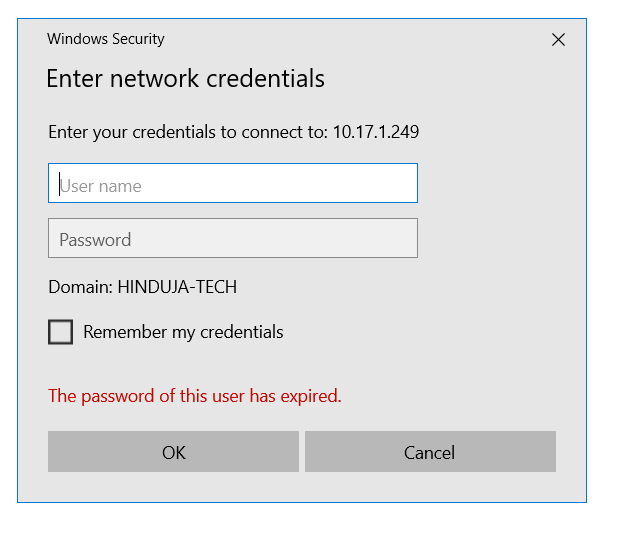 Windows Security
Enter network credentials
Enter your credentials to connect to: 10.17.1.249
User name
Password
Domain: HINDUJA-TECH
Remember my credentials
The password of this user has expired.
OK
Cancel